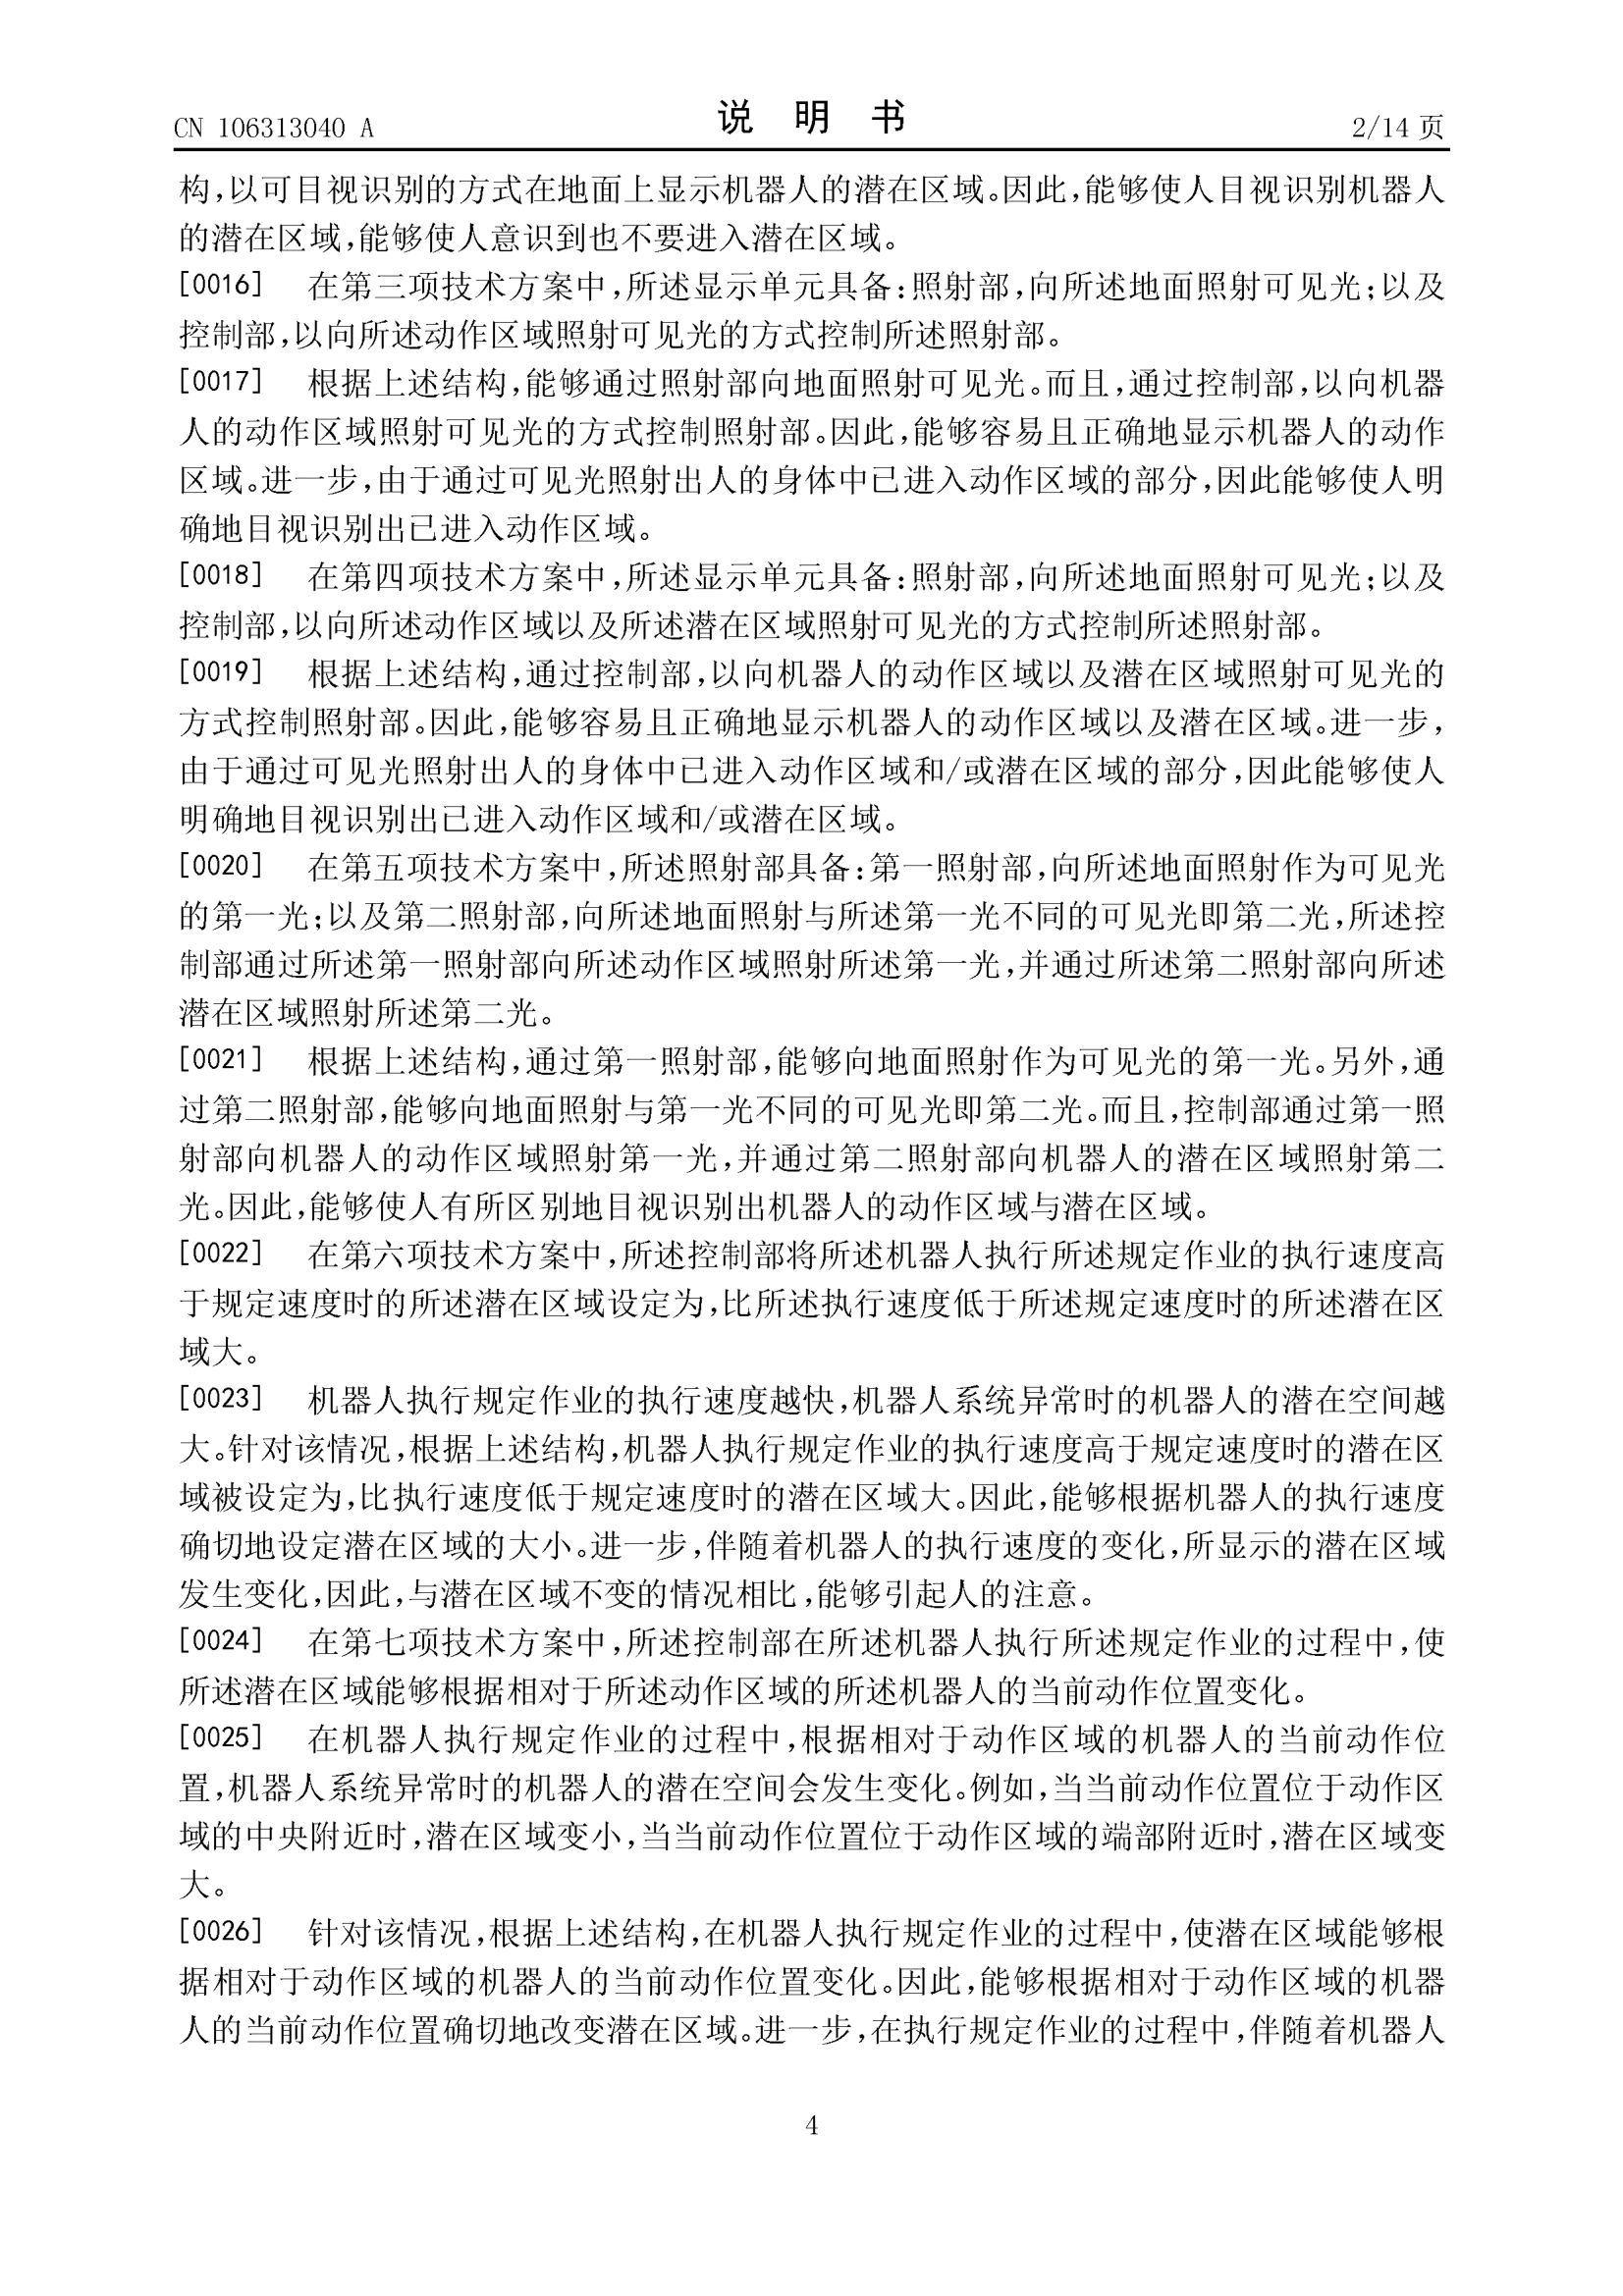 CN 106313040 A
说 明 书
2/14 页
构,以可目视识别的方式在地面上显示机器人的潜在区域。因此,能够使人目视识别机器人
的潜在区域,能够使人意识到也不要进入潜在区域。
[0016] 在第三项技术方案中,所述显示单元具备:照射部,向所述地面照射可见光;以及
控制部,以向所述动作区域照射可见光的方式控制所述照射部。
[0017] 根据上述结构,能够通过照射部向地面照射可见光。而且,通过控制部,以向机器
人的动作区域照射可见光的方式控制照射部。因此,能够容易且正确地显示机器人的动作
区域。进一步,由于通过可见光照射出人的身体中已进入动作区域的部分,因此能够使人明
确地目视识别出已进入动作区域。
[0018] 在第四项技术方案中,所述显示单元具备:照射部,向所述地面照射可见光;以及
控制部,以向所述动作区域以及所述潜在区域照射可见光的方式控制所述照射部。
[0019] 根据上述结构,通过控制部,以向机器人的动作区域以及潜在区域照射可见光的
方式控制照射部。因此,能够容易且正确地显示机器人的动作区域以及潜在区域。进一步,
由于通过可见光照射出人的身体中已进入动作区域和/或潜在区域的部分,因此能够使人
明确地目视识别出已进入动作区域和/或潜在区域。
[0020] 在第五项技术方案中,所述照射部具备:第一照射部,向所述地面照射作为可见光
的第一光;以及第二照射部,向所述地面照射与所述第一光不同的可见光即第二光,所述控
制部通过所述第一照射部向所述动作区域照射所述第一光,并通过所述第二照射部向所述
潜在区域照射所述第二光。
[0021] 根据上述结构,通过第一照射部,能够向地面照射作为可见光的第一光。另外,通
过第二照射部,能够向地面照射与第一光不同的可见光即第二光。而且,控制部通过第一照
射部向机器人的动作区域照射第一光,并通过第二照射部向机器人的潜在区域照射第二
光。因此,能够使人有所区别地目视识别出机器人的动作区域与潜在区域。
[0022] 在第六项技术方案中,所述控制部将所述机器人执行所述规定作业的执行速度高
于规定速度时的所述潜在区域设定为,比所述执行速度低于所述规定速度时的所述潜在区
域大。
[0023] 机器人执行规定作业的执行速度越快,机器人系统异常时的机器人的潜在空间越
大。针对该情况,根据上述结构,机器人执行规定作业的执行速度高于规定速度时的潜在区
域被设定为,比执行速度低于规定速度时的潜在区域大。因此,能够根据机器人的执行速度
确切地设定潜在区域的大小。进一步,伴随着机器人的执行速度的变化,所显示的潜在区域
发生变化,因此,与潜在区域不变的情况相比,能够引起人的注意。
[0024] 在第七项技术方案中,所述控制部在所述机器人执行所述规定作业的过程中,使
所述潜在区域能够根据相对于所述动作区域的所述机器人的当前动作位置变化。
[0025] 在机器人执行规定作业的过程中,根据相对于动作区域的机器人的当前动作位
置,机器人系统异常时的机器人的潜在空间会发生变化。例如,当当前动作位置位于动作区
域的中央附近时,潜在区域变小,当当前动作位置位于动作区域的端部附近时,潜在区域变
大。
[0026] 针对该情况,根据上述结构,在机器人执行规定作业的过程中,使潜在区域能够根
据相对于动作区域的机器人的当前动作位置变化。因此,能够根据相对于动作区域的机器
人的当前动作位置确切地改变潜在区域。进一步,在执行规定作业的过程中,伴随着机器人
4